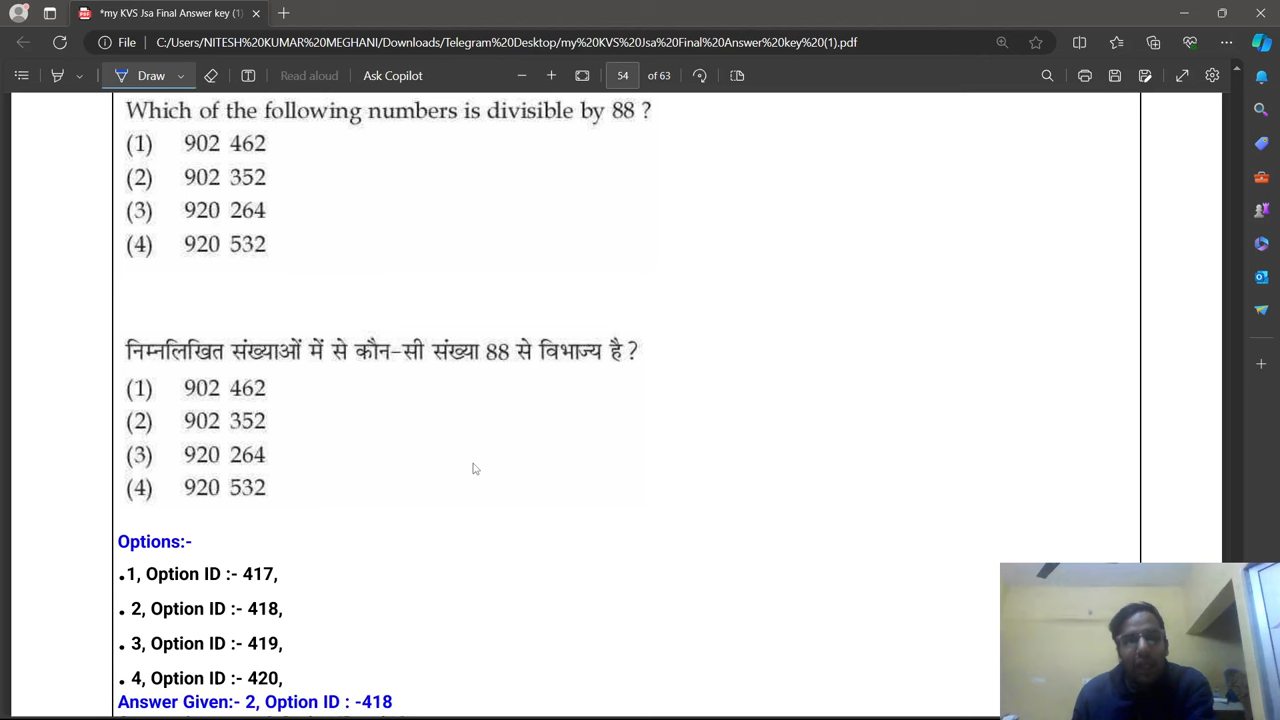 *my KVS Jsa Final Answer key (1)
File C:/Users/NITESH%20KUMAR%20MEGHANI/Downloads/Telegram%20Desktop/my%20KVS%20Jsa%20Final%20Answer%20key%20(1).pdf
Draw Read aloud Ask Copilot 54 of 63
Which of the following numbers is divisible by 88 ?
(1) 902 462
(2) 902 352
(3) 920 264
(4) 920 532
निम्नलिखित संख्याओं में से कौन-सी संख्या 88 से विभाज्य है ?
(1) 902 462
(2) 902 352
(3) 920 264
(4) 920 532
Options:-
.1, Option ID :- 417,
. 2, Option ID :- 418,
. 3, Option ID :- 419,
. 4, Option ID :- 420,
Answer Given:- 2, Option ID : -418